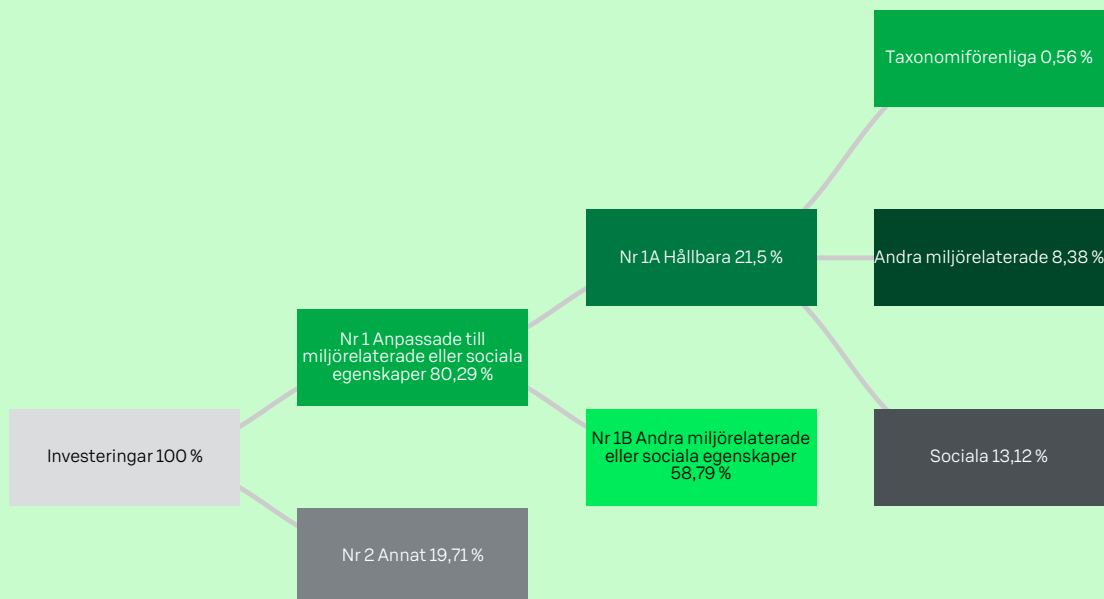 Taxonomiförenliga 0,56 %
Nr 1A Hållbara 21,5 %
Andra miljörelaterade 8,38 %
Nr 1 Anpassade till
miljörelaterade eller sociala
egenskaper 80,29 %
Investeringar 100 %
Nr 1B Andra miljörelaterade
eller sociala egenskaper
58,79 %
Sociala 13,12 %
Nr 2 Annat 19,71 %